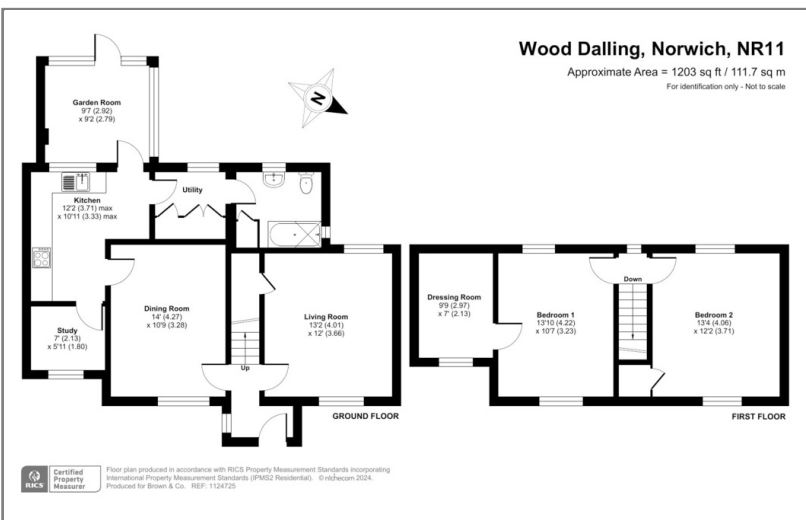 Wood Dalling, Norwich, NR11
Approximate Area = 1203 sq ft / 111.7 sq m
For identification only - Not to scale
N
Garden Room
9'7 (2.92)
x 9'2 (2.79)
Kitchen
12'2 (3.71) max
x 10'11 (3.33) max
Utility
Dining Room
14' (4.27)
x 10'9 (3.28)
Living Room
13'2 (4.01)
x 12' (3.66)
Study
7' (2.13)
x 5'11 (1.80)
Up
GROUND FLOOR
Down
Dressing Room
9'9 (2.97)
x 7' (2.13)
Bedroom 1
13'10 (4.22)
x 10'7 (3.23)
Bedroom 2
13'4 (4.06)
x 12'2 (3.71)
FIRST FLOOR
RICS
Certified
Property
Measurer
Floor plan produced in accordance with RICS Property Measurement Standards incorporating
International Property Measurement Standards (IPMS2 Residential). © nichecom 2024.
Produced for Brown & Co. REF: 1124725